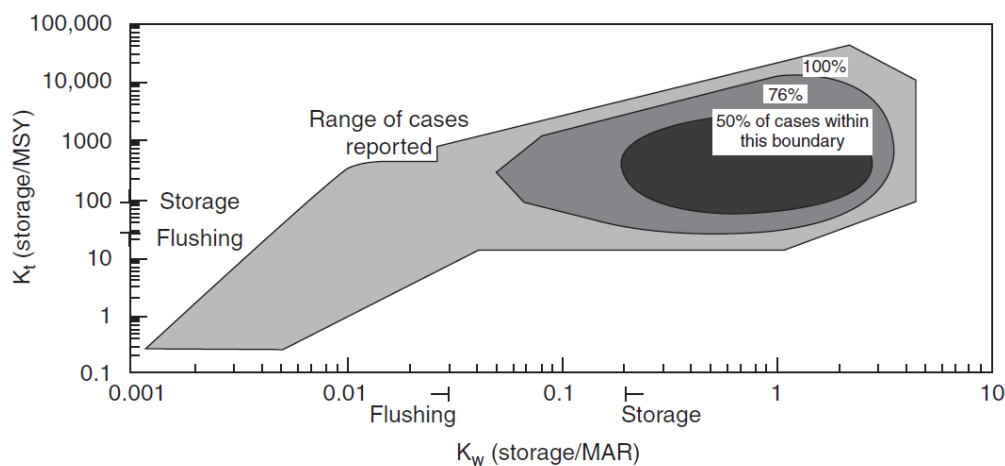 100,000
10,000
1000
100
10
1
0.1
K_t (storage/MSY)
Storage
Flushing
Range of cases
reported
100%
76%
50% of cases within
this boundary
0.001
0.01
0.1
1
10
Flushing
Storage
K_w (storage/MAR)